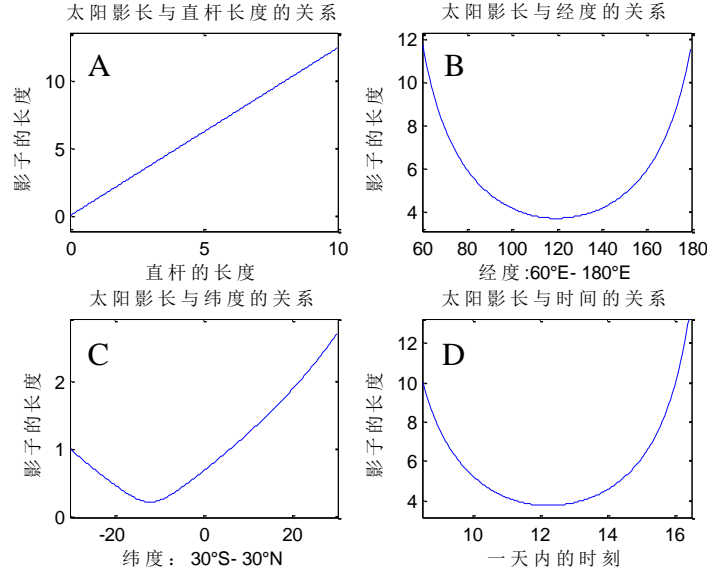 太阳影长与直杆长度的关系
A
影子的长度
10
5
0
0 5 10
直杆的长度
太阳影长与经度的关系
B
影子的长度
12
10
8
6
4
60 80 100 120 140 160 180
经度:60°E- 180°E
太阳影长与纬度的关系
C
影子的长度
2
1
0
-20 0 20
纬度：30°S- 30°N
太阳影长与时间的关系
D
影子的长度
12
10
8
6
4
10 12 14 16
一天内的时刻